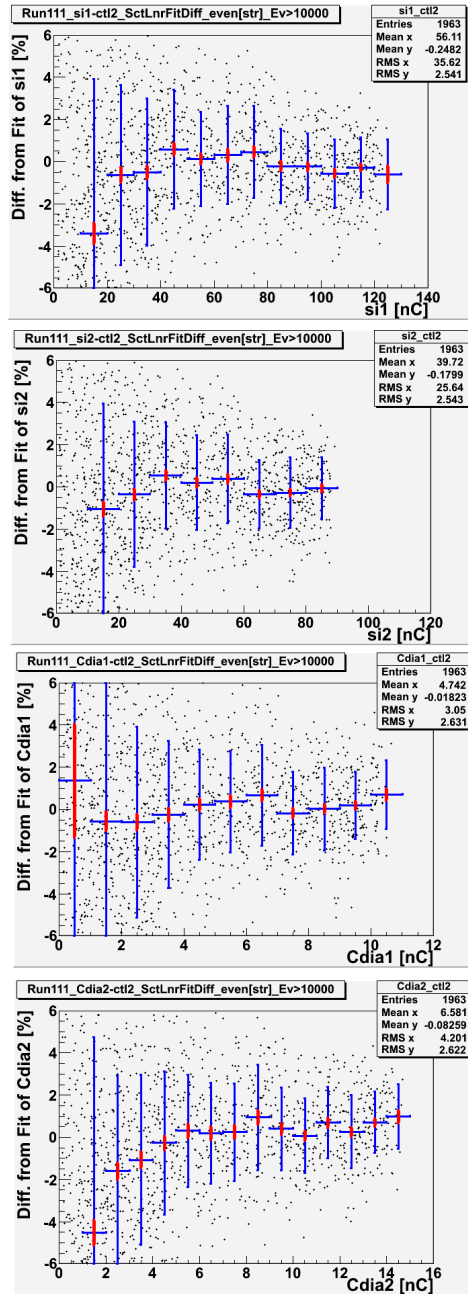 Run111_si1-ctl2_SctLnrFitDiff_even[str]_Ev>10000
si1_ctl2
Entries 1963
Mean x 56.11
Mean y -0.2482
RMS x 35.62
RMS y 2.541
Diff. from Fit of si1 [%]
6
4
2
0
-2
-4
-6
0 20 40 60 80 100 120 140
si1 [nC]
Run111_si2-ctl2_SctLnrFitDiff_even[str]_Ev>10000
si2_ctl2
Entries 1963
Mean x 39.72
Mean y -0.1799
RMS x 25.64
RMS y 2.543
Diff. from Fit of si2 [%]
6
4
2
0
-2
-4
-6
0 20 40 60 80 100 120
si2 [nC]
Run111_Cdia1-ctl2_SctLnrFitDiff_even[str]_Ev>10000
Cdia1_ctl2
Entries 1963
Mean x 4.742
Mean y -0.01823
RMS x 3.05
RMS y 2.631
Diff. from Fit of Cdia1 [%]
6
4
2
0
-2
-4
-6
0 2 4 6 8 10 12
Cdia1 [nC]
Run111_Cdia2-ctl2_SctLnrFitDiff_even[str]_Ev>10000
Cdia2_ctl2
Entries 1963
Mean x 6.581
Mean y -0.08259
RMS x 4.201
RMS y 2.622
Diff. from Fit of Cdia2 [%]
6
4
2
0
-2
-4
-6
0 2 4 6 8 10 12 14 16
Cdia2 [nC]